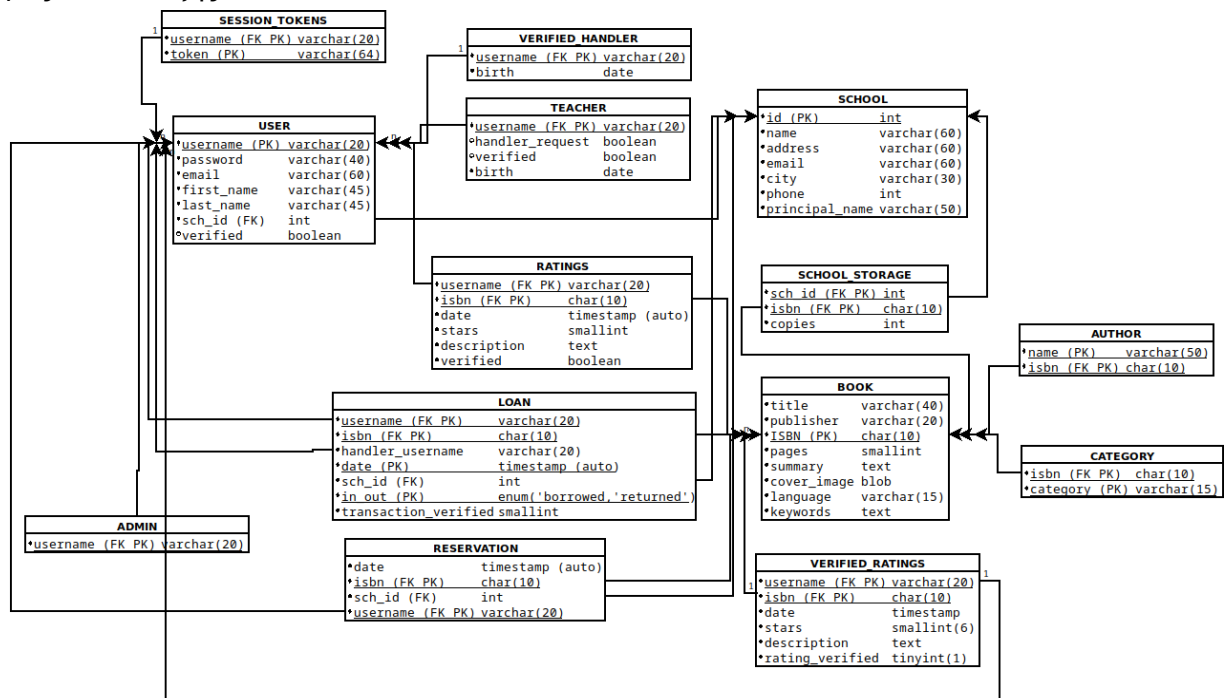 SESSION_TOKENS
username (FK PK) varchar(20)
token (PK) varchar(64)
1
VERIFIED_HANDLER
username (FK PK) varchar(20)
birth date
1
TEACHER
username (FK PK) varchar(20)
handler_request boolean
verified boolean
birth date
USER
username (PK) varchar(20)
password varchar(40)
email varchar(60)
first_name varchar(45)
last_name varchar(45)
sch_id (FK) int
verified boolean
n
SCHOOL
id (PK) int
name varchar(60)
address varchar(60)
email varchar(60)
city varchar(30)
phone int
principal_name varchar(50)
RATINGS
username (FK PK) varchar(20)
isbn (FK PK) char(10)
date timestamp (auto)
stars smallint
description text
verified boolean
SCHOOL_STORAGE
sch_id (FK PK) int
isbn (FK PK) char(10)
copies int
AUTHOR
name (PK) varchar(50)
isbn (FK PK) char(10)
BOOK
title varchar(40)
publisher varchar(20)
ISBN (PK) char(10)
pages smallint
summary text
cover_image blob
language varchar(15)
keywords text
LOAN
username (FK PK) varchar(20)
isbn (FK PK) char(10)
handler_username varchar(20)
date (PK) timestamp (auto)
sch_id (FK) int
in_out (PK) enum('borrowed,'returned')
transaction_verified smallint
CATEGORY
isbn (FK PK) char(10)
category (PK) varchar(15)
ADMIN
username (FK PK) varchar(20)
RESERVATION
date timestamp (auto)
isbn (FK PK) char(10)
sch_id (FK) int
username (FK PK) varchar(20)
VERIFIED_RATINGS
username (FK PK) varchar(20)
isbn (FK PK) char(10)
date timestamp
stars smallint(6)
description text
rating_verified tinyint(1)
1
1